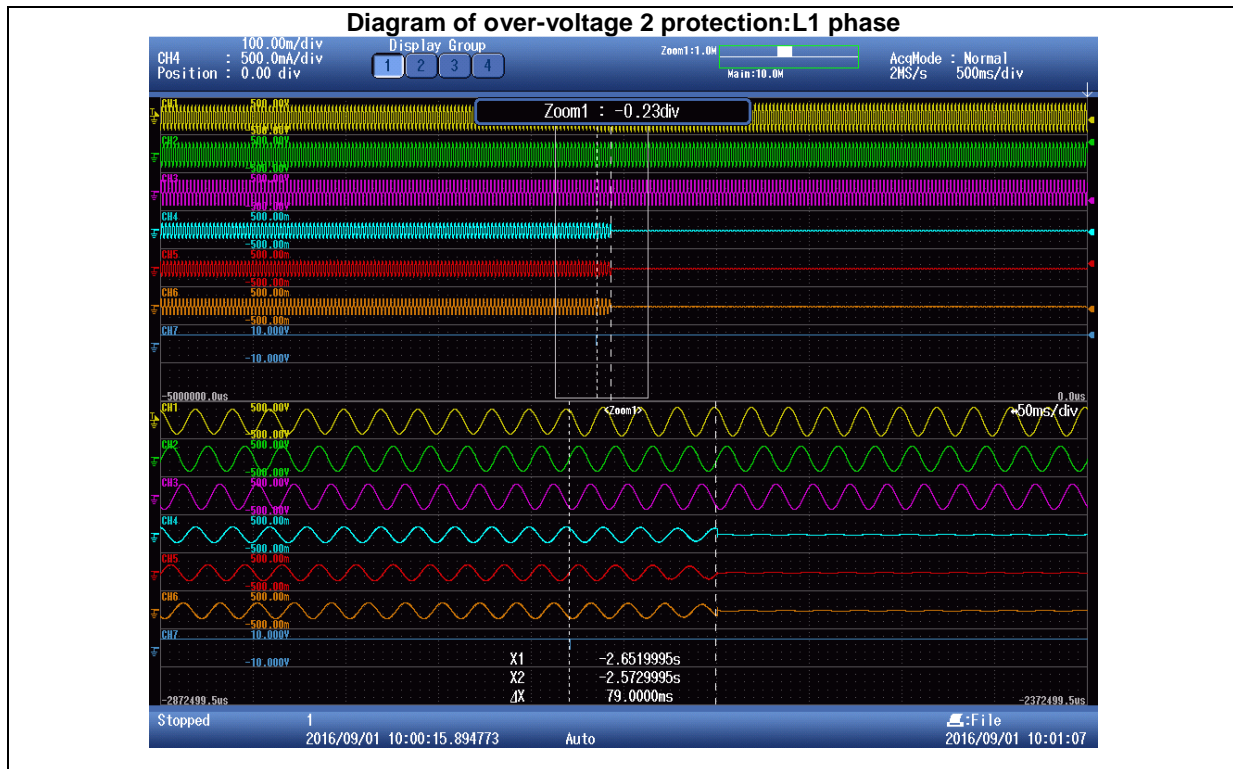 Diagram of over-voltage 2 protection:L1 phase
100.00m/div
CH4 : 500.0mA/div
Position : 0.00 div
Display Group
1 2 3 4
Zoom1:1.0M
Main:10.0M
AcqMode : Normal
2MS/s 500ms/div
Zoom1 : -0.23div
CH1 500.00V
-500.00V
CH2 500.00V
-500.00V
CH3 500.00V
-500.00V
CH4 500.00m
-500.00m
CH5 500.00m
-500.00m
CH6 500.00m
-500.00m
CH7 10.000V
-10.000V
-5000000.0us 0.0us
CH1 500.00V <Zoom1> 50ms/div
-500.00V
CH2 500.00V
-500.00V
CH3 500.00V
-500.00V
CH4 500.00m
-500.00m
CH5 500.00m
-500.00m
CH6 500.00m
-500.00m
CH7 10.000V
-10.000V
X1 -2.6519995s
X2 -2.5729995s
ΔX 79.0000ms
-2872499.5us -2372499.5us
Stopped 1 :File
2016/09/01 10:00:15.894773 Auto 2016/09/01 10:01:07